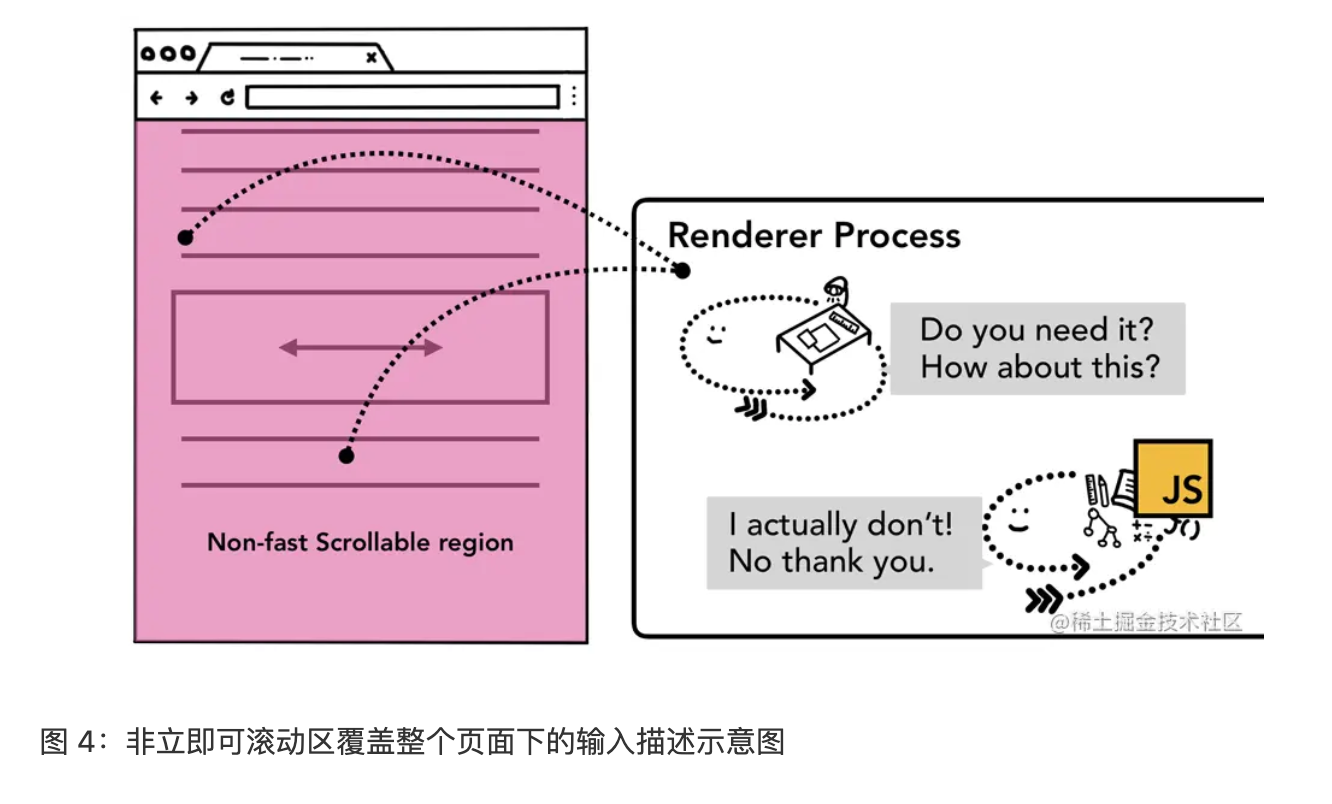 Renderer Process
Do you need it?
How about this?
I actually don't!
No thank you.
JS
Non-fast Scrollable region
@稀土掘金技术社区
图 4：非立即可滚动区覆盖整个页面下的输入描述示意图